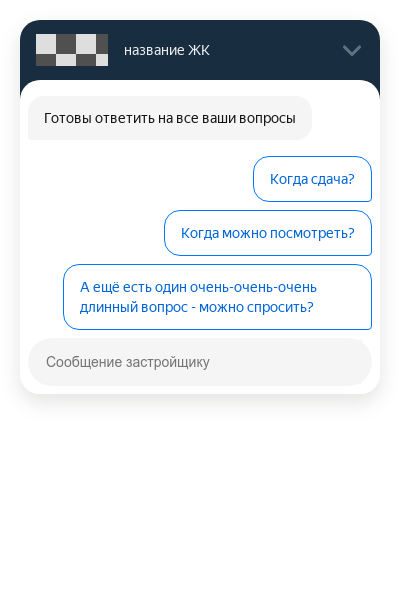 название ЖК
Готовы ответить на все ваши вопросы
Когда сдача?
Когда можно посмотреть?
А ещё есть один очень-очень-очень
длинный вопрос - можно спросить?
Сообщение застройщику